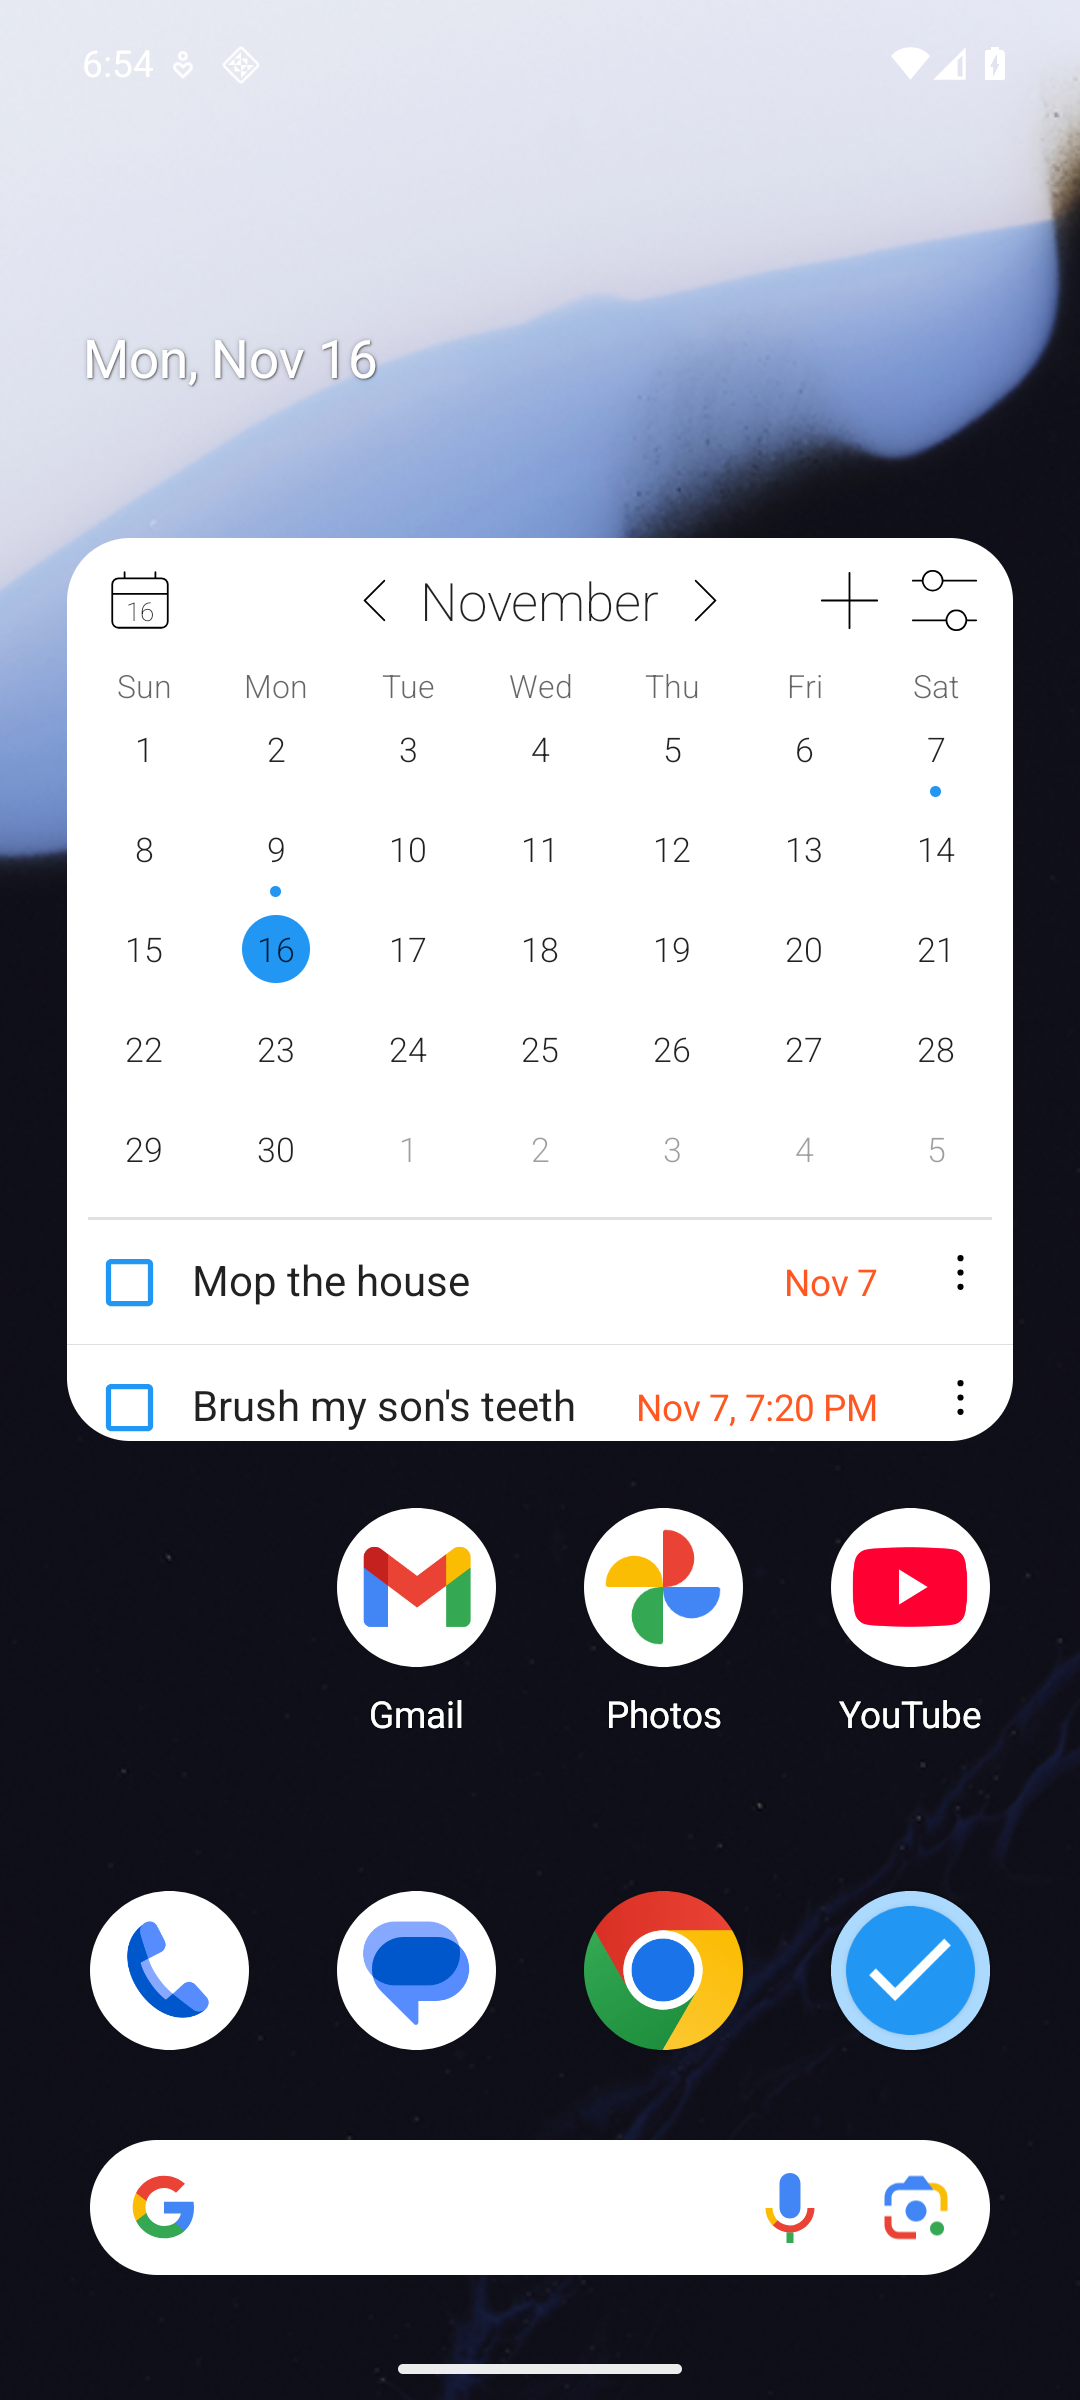 6:54
Mon, Nov 16
16 November
Sun Mon Tue Wed Thu Fri Sat
1 2 3 4 5 6 7
8 9 10 11 12 13 14
15 16 17 18 19 20 21
22 23 24 25 26 27 28
29 30 1 2 3 4 5
Mop the house Nov 7
Brush my son's teeth Nov 7, 7:20 PM
Gmail Photos YouTube